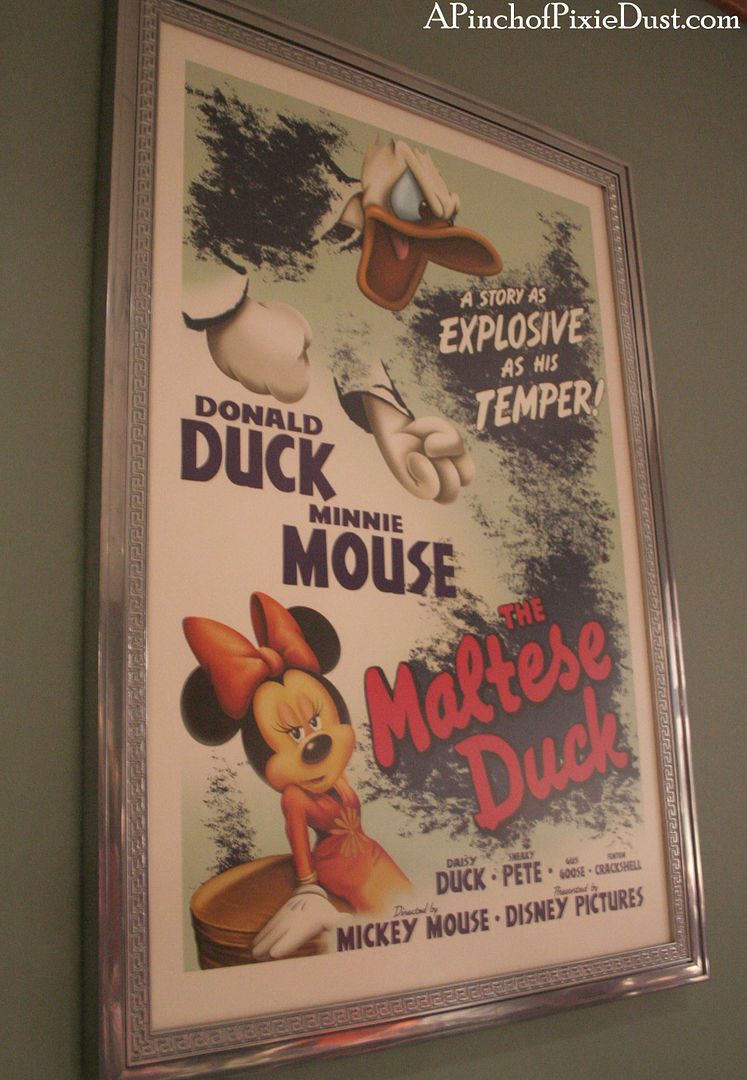 APinchofPixieDust.com
A STORY AS
EXPLOSIVE
AS HIS
TEMPER!
DONALD
DUCK
MINNIE
MOUSE
THE
Maltese
Duck
DAISY DUCK • SNEAKY PETE • GUS GOOSE • FENTON CRACKSHELL
Directed by MICKEY MOUSE • Presented by DISNEY PICTURES